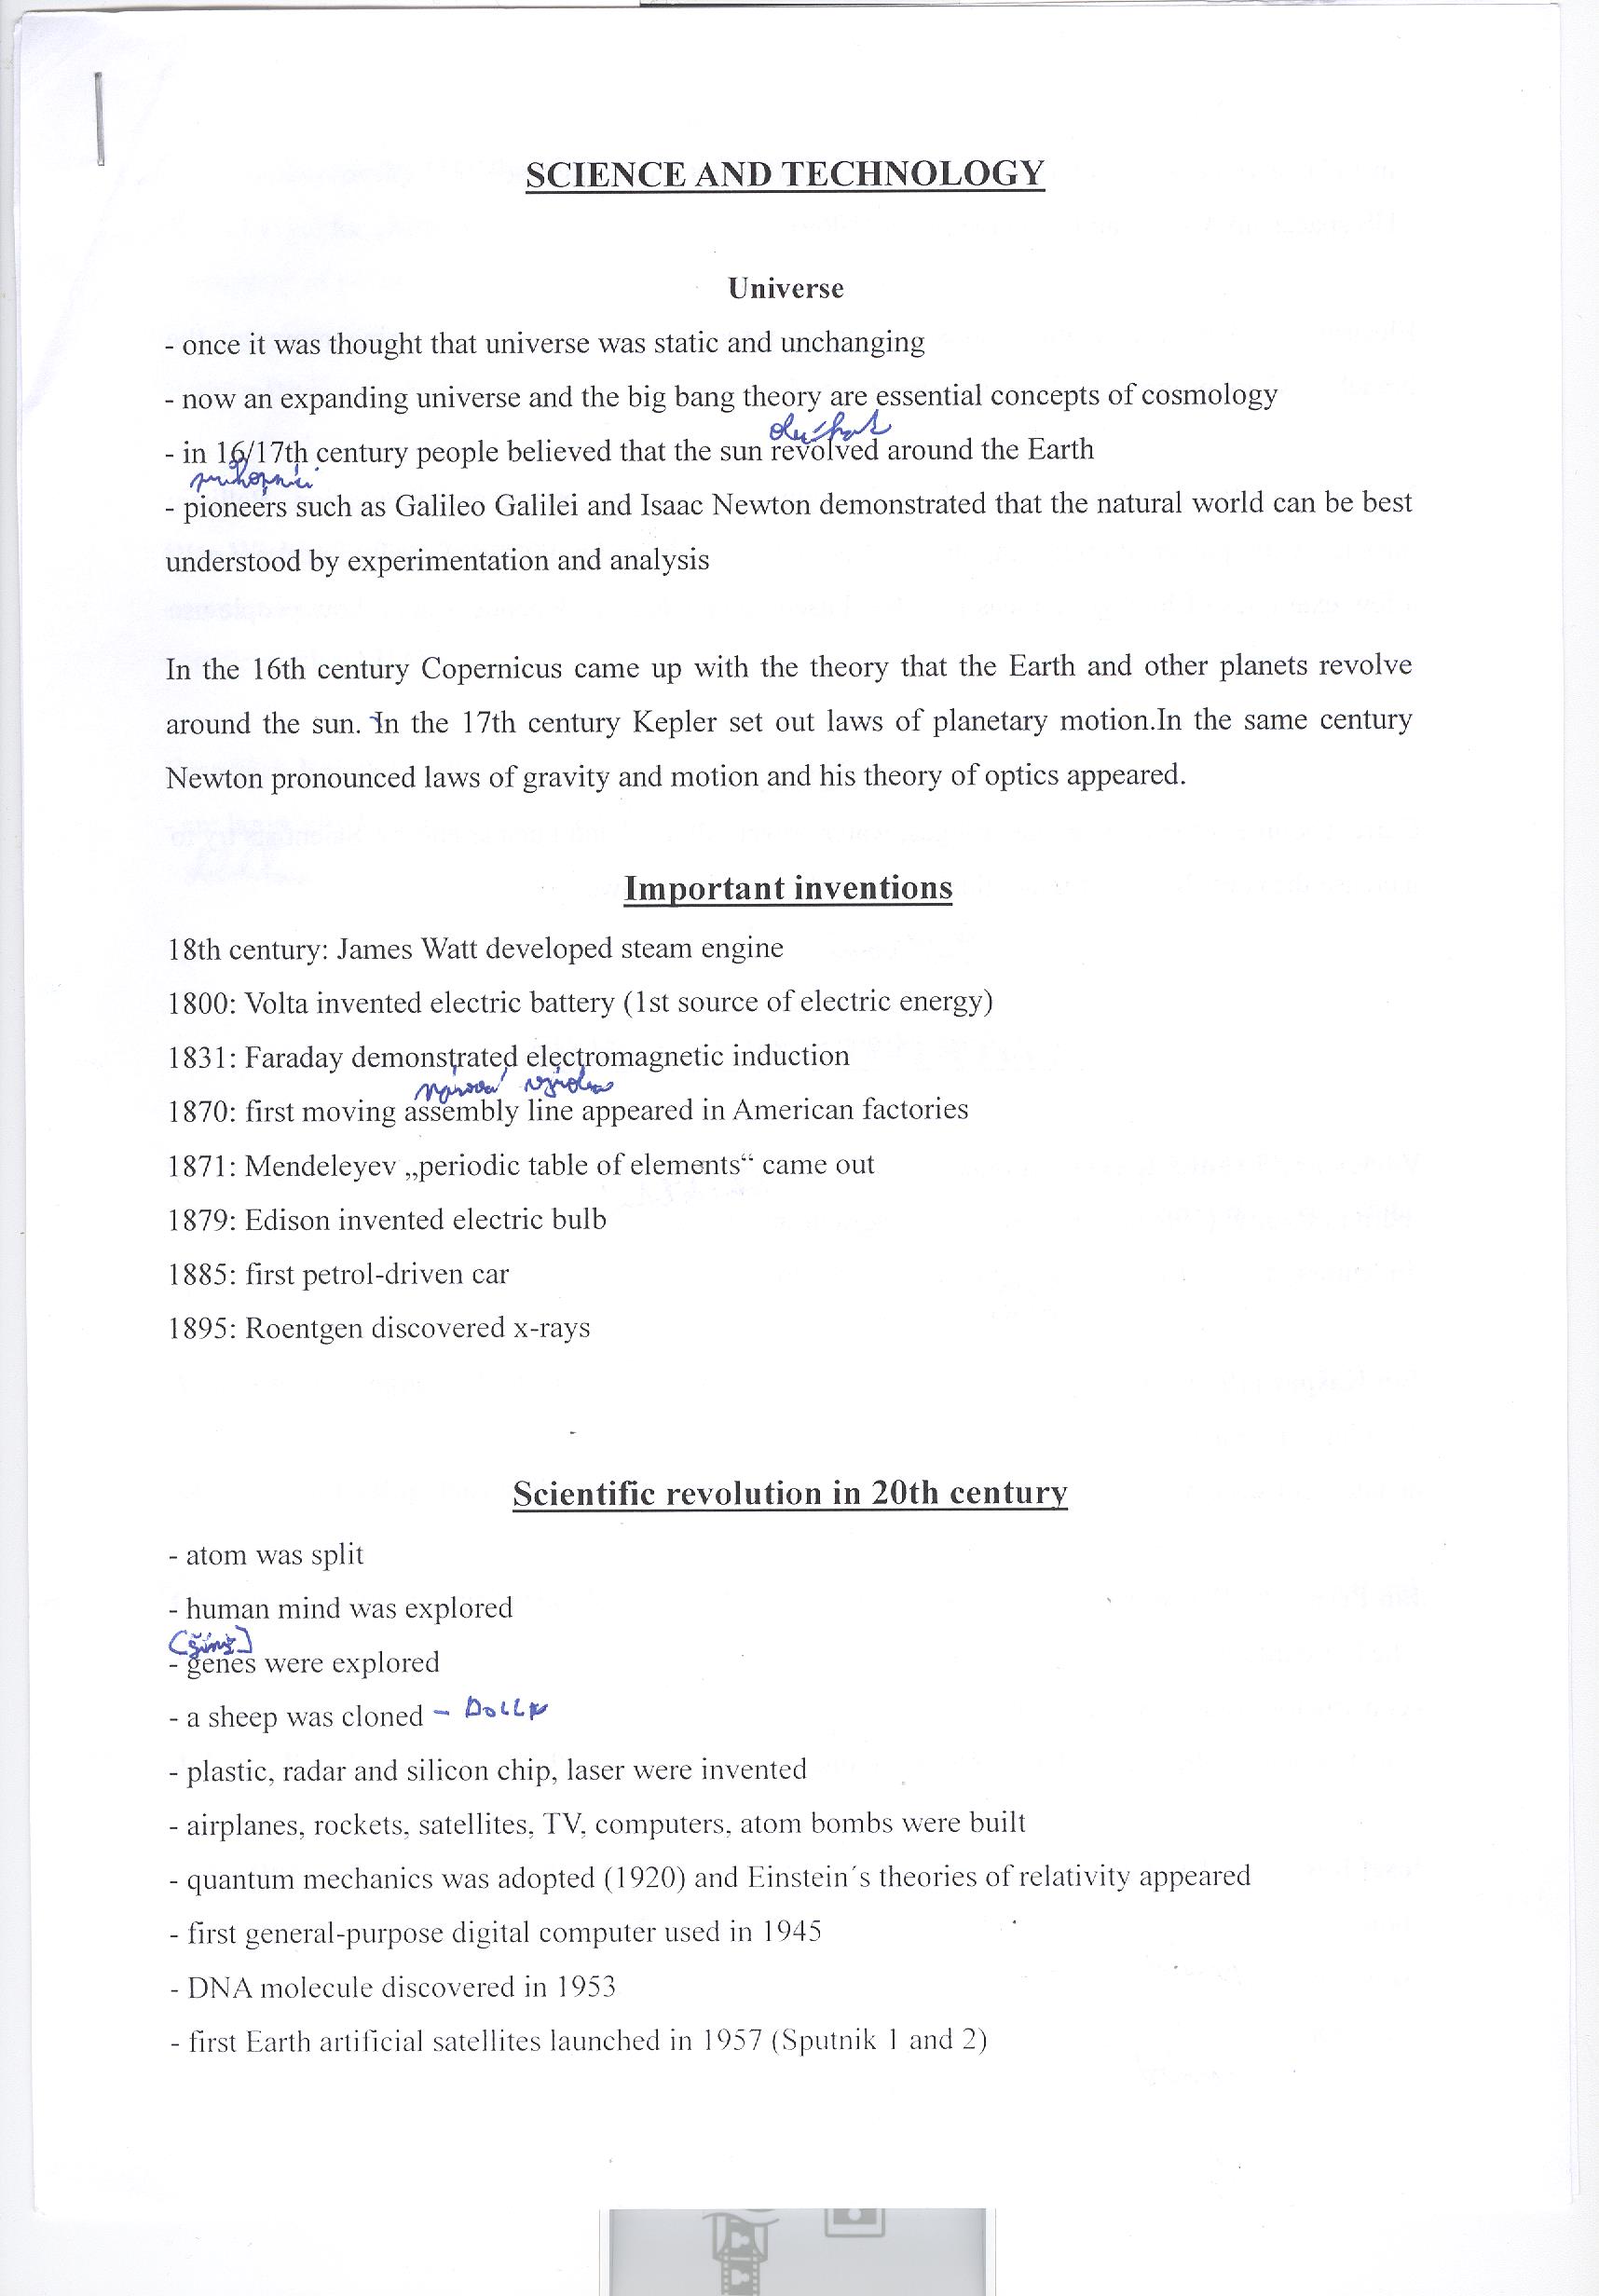 SCIENCE AND TECHNOLOGY
Universe
- once it was thought that universe was static and unchanging
- now an expanding universe and the big bang theory are essential concepts of cosmology
- in 16/17th century people believed that the sun revolved around the Earth
průkopníci
- pioneers such as Galileo Galilei and Isaac Newton demonstrated that the natural world can be best
understood by experimentation and analysis
In the 16th century Copernicus came up with the theory that the Earth and other planets revolve
around the sun. In the 17th century Kepler set out laws of planetary motion.In the same century
Newton pronounced laws of gravity and motion and his theory of optics appeared.
Important inventions
18th century: James Watt developed steam engine
1800: Volta invented electric battery (1st source of electric energy)
1831: Faraday demonstrated electromagnetic induction
1870: first moving assembly line appeared in American factories
1871: Mendeleyev „periodic table of elements“ came out
1879: Edison invented electric bulb
1885: first petrol-driven car
1895: Roentgen discovered x-rays
Scientific revolution in 20th century
- atom was split
- human mind was explored
- genes were explored
- a sheep was cloned - DOLLY
- plastic, radar and silicon chip, laser were invented
- airplanes, rockets, satellites, TV, computers, atom bombs were built
- quantum mechanics was adopted (1920) and Einstein´s theories of relativity appeared
- first general-purpose digital computer used in 1945
- DNA molecule discovered in 1953
- first Earth artificial satellites launched in 1957 (Sputnik 1 and 2)